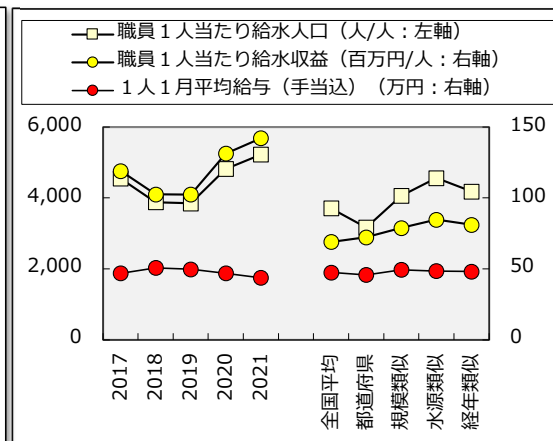 職員１人当たり給水人口（人/人：左軸）
職員１人当たり給水収益（百万円/人：右軸）
１人１月平均給与（手当込）（万円：右軸）
6,000
4,000
2,000
0
150
100
50
0
2017
2018
2019
2020
2021
全国平均
都道府県
規模類似
水源類似
経年類似